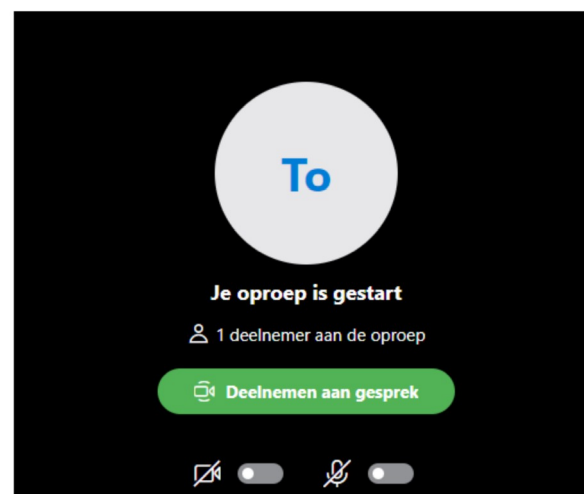 To
Je oproep is gestart
1 deelnemer aan de oproep
Deelnemen aan gesprek